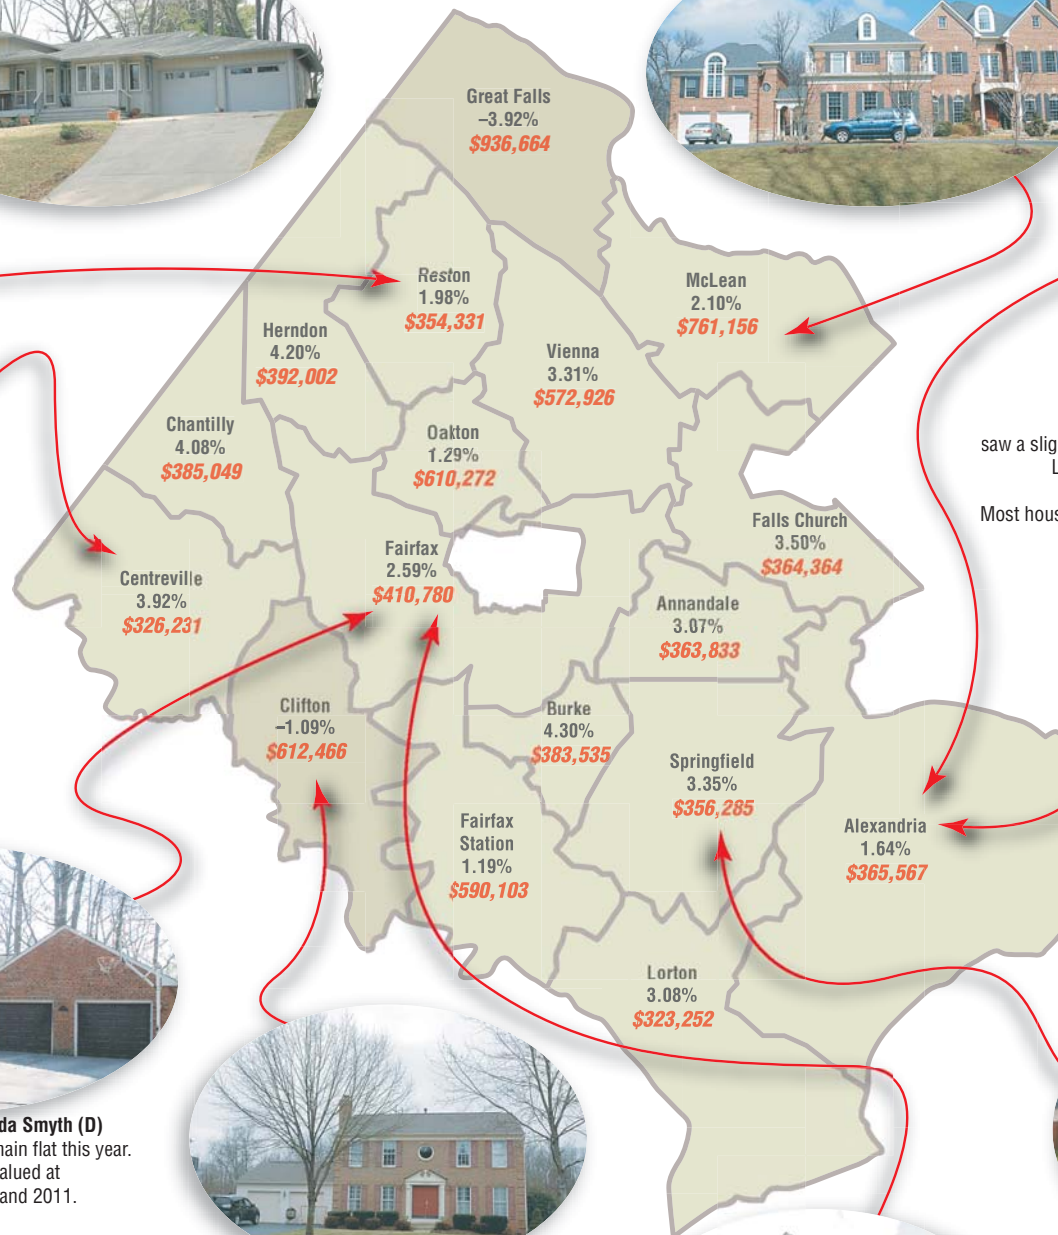 Great Falls
–3.92%
$936,664
Reston
1.98%
$354,331
McLean
2.10%
$761,156
Herndon
4.20%
$392,002
Vienna
3.31%
$572,926
Chantilly
4.08%
$385,049
Oakton
1.29%
$610,272
saw a slig
L
Most hous
Falls Church
3.50%
$364,364
Fairfax
2.59%
$410,780
Centreville
3.92%
$326,231
Annandale
3.07%
$363,833
Clifton
–1.09%
$612,466
Burke
4.30%
$383,535
Springfield
3.35%
$356,285
Fairfax
Station
1.19%
$590,103
Alexandria
1.64%
$365,567
Lorton
3.08%
$323,252
da Smyth (D)
main flat this year.
alued at
and 2011.